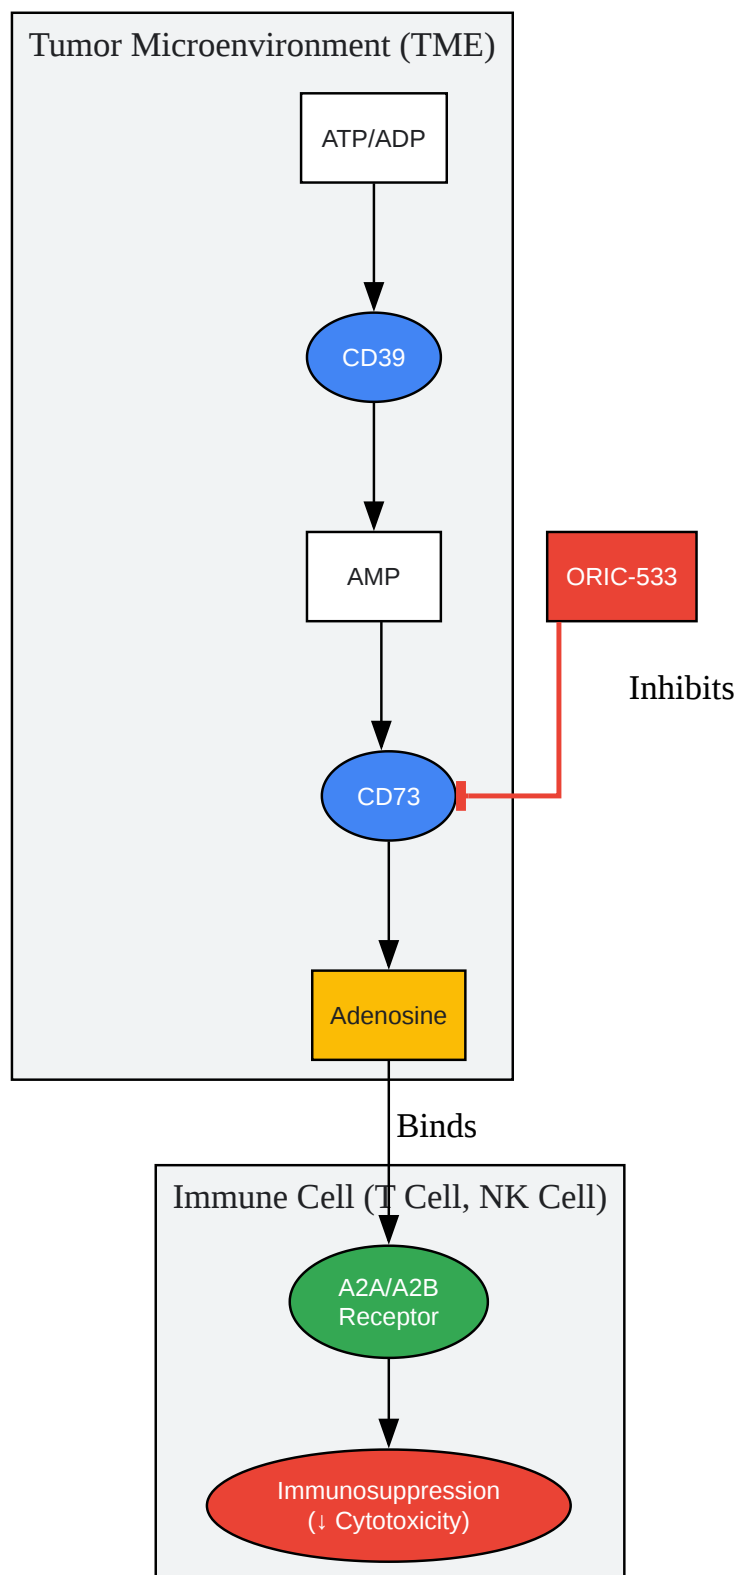 Tumor Microenvironment (TME)
ATP/ADP
CD39
AMP
ORIC-533
Inhibits
CD73
Adenosine
Binds
Immune Cell (T Cell, NK Cell)
A2A/A2B
Receptor
Immunosuppression
(↓ Cytotoxicity)